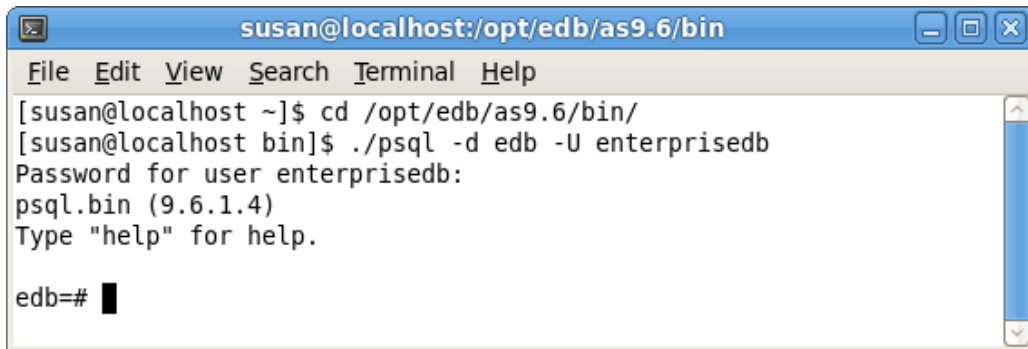 susan@localhost:/opt/edb/as9.6/bin
File Edit View Search Terminal Help
[susan@localhost ~]$ cd /opt/edb/as9.6/bin/
[susan@localhost bin]$ ./psql -d edb -U enterprisedb
Password for user enterprisedb:
psql.bin (9.6.1.4)
Type "help" for help.
edb=#